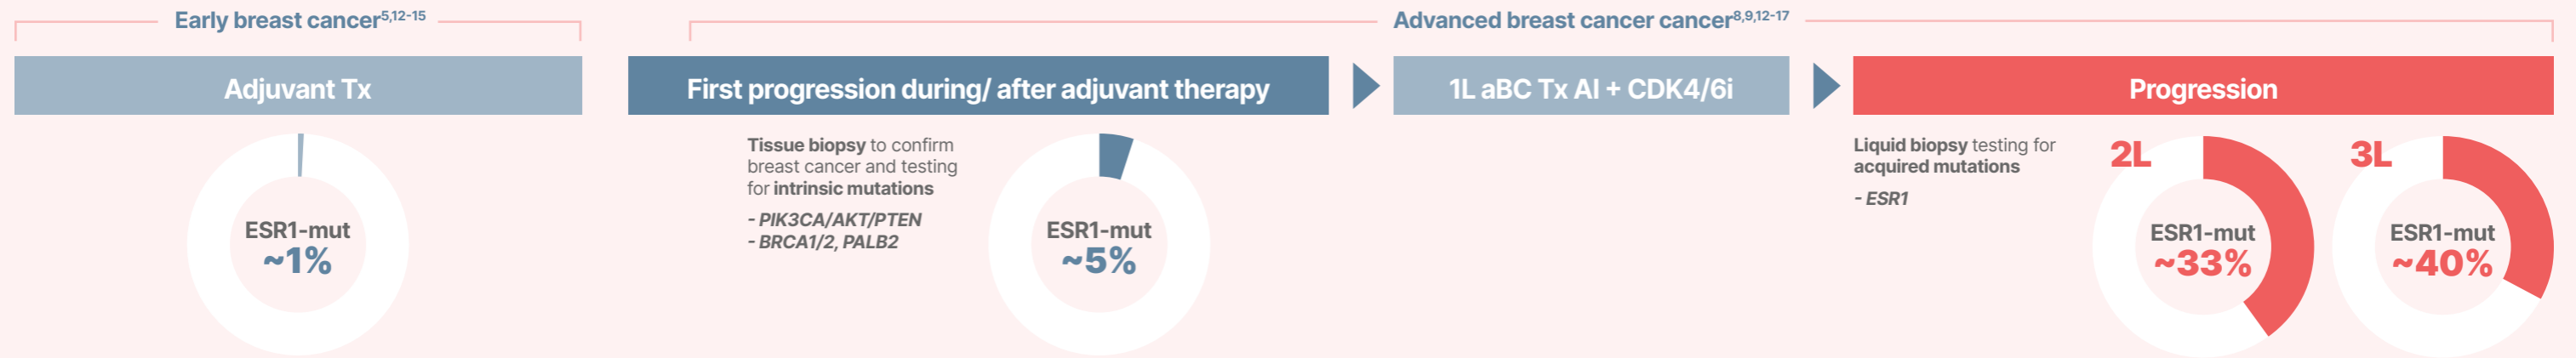 Early breast cancer5,12-15
Advanced breast cancer cancer8,9,12-17
Adjuvant Tx
First progression during/ after adjuvant therapy
1L aBC Tx AI + CDK4/6i
Progression
ESR1-mut
~1%
Tissue biopsy to confirm
breast cancer and testing
for intrinsic mutations
- PIK3CA/AKT/PTEN
- BRCA1/2, PALB2
ESR1-mut
~5%
Liquid biopsy testing for
acquired mutations
- ESR1
2L
ESR1-mut
~33%
3L
ESR1-mut
~40%